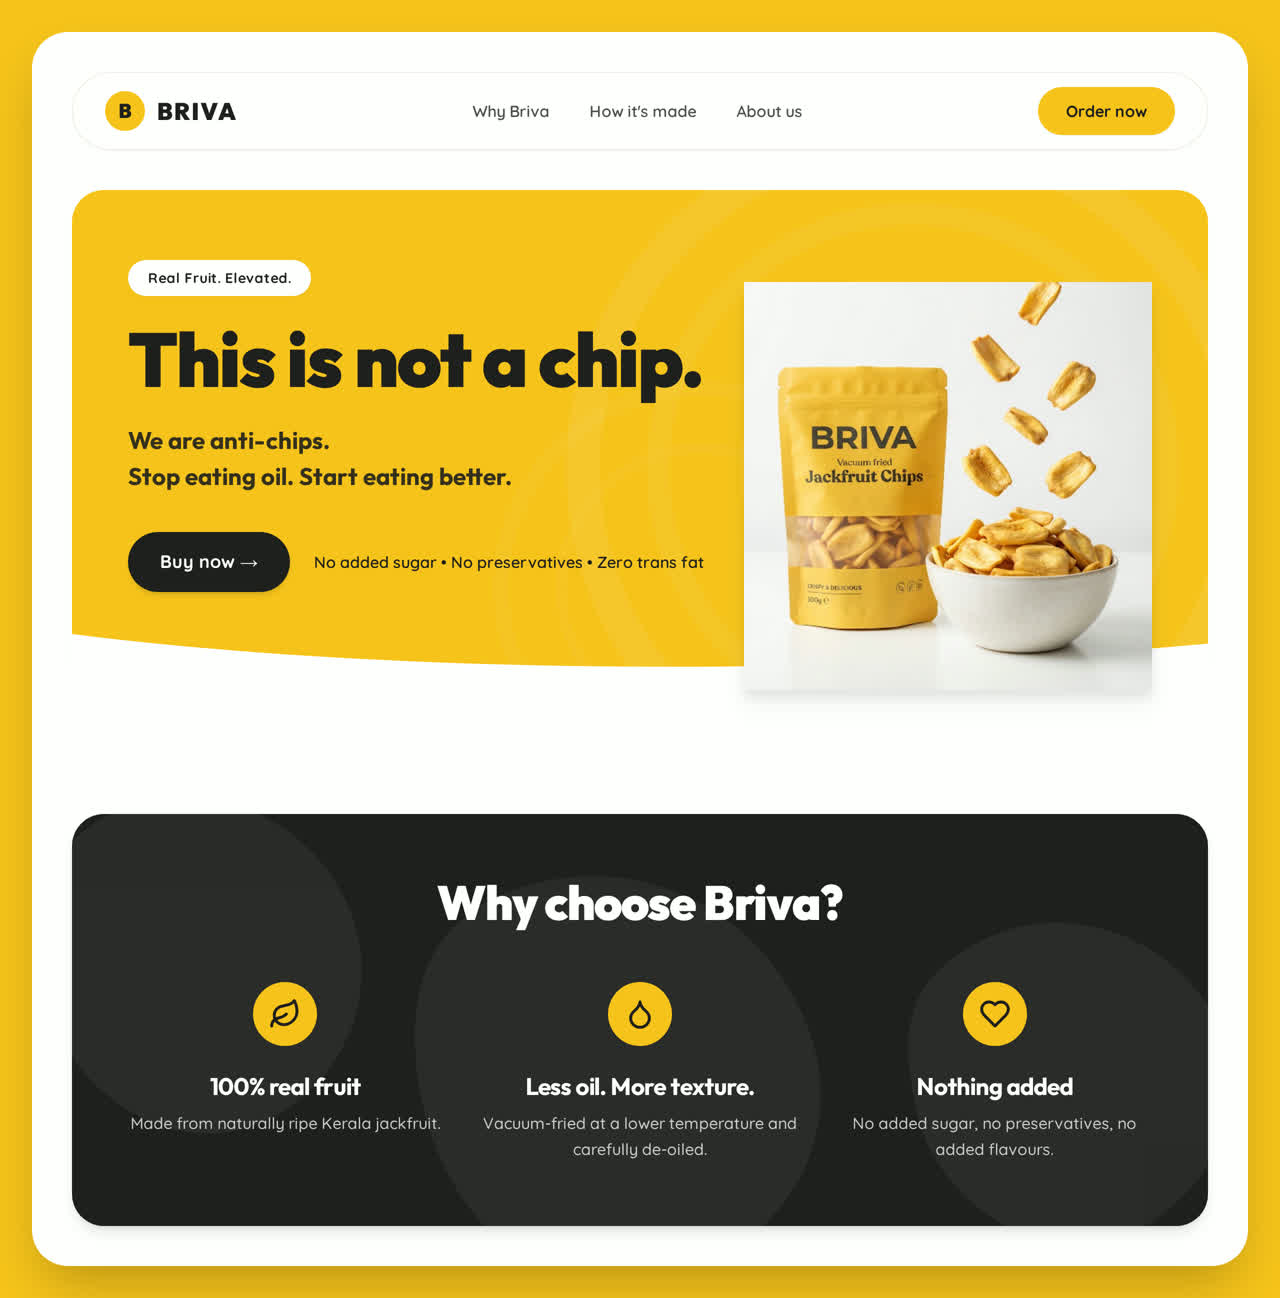 B BRIVA
Why Briva How it's made About us
Order now
Real Fruit. Elevated.
This is not a chip.
We are anti-chips.
Stop eating oil. Start eating better.
Buy now →
No added sugar • No preservatives • Zero trans fat
BRIVA
Vacuum fried
Jackfruit Chips
CRISPY & DELICIOUS
100g ℮
Why choose Briva?
100% real fruit
Made from naturally ripe Kerala jackfruit.
Less oil. More texture.
Vacuum-fried at a lower temperature and
carefully de-oiled.
Nothing added
No added sugar, no preservatives, no
added flavours.